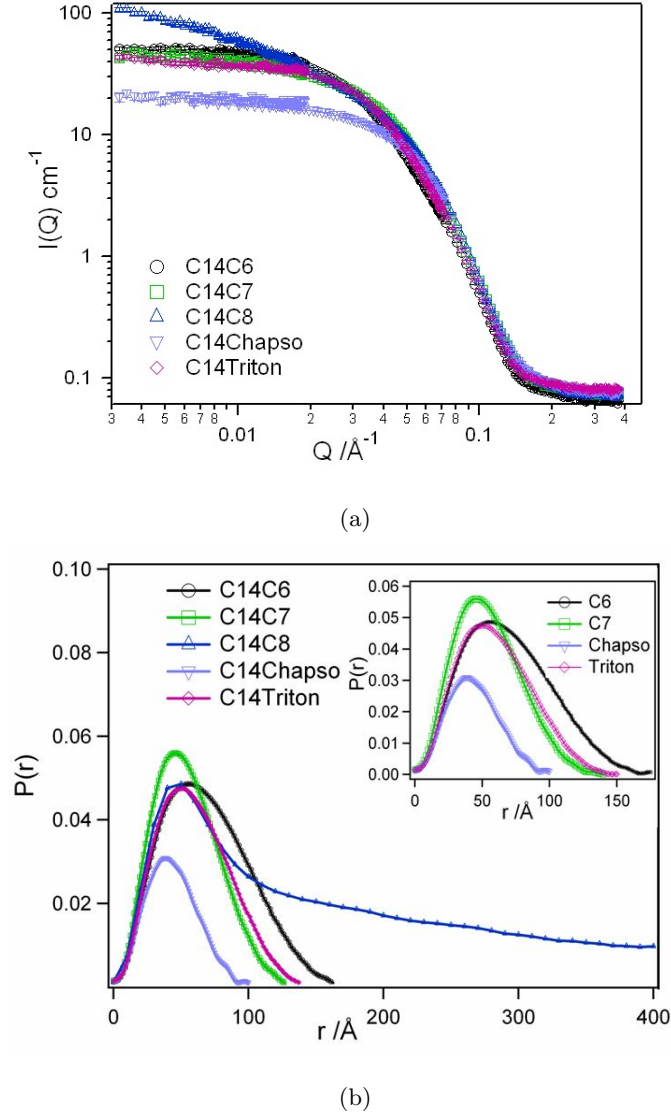 100
10
1
0.1
I(Q) cm⁻¹
C14C6
C14C7
C14C8
C14Chapso
C14Triton
3 4 5 6 7 8 0.01 2 3 4 5 6 7 8 0.1 2 3 4
Q /Å⁻¹
(a)
0.10
0.08
0.06
0.04
0.02
P(r)
C14C6
C14C7
C14C8
C14Chapso
C14Triton
0.06
0.05
0.04
0.03
0.02
0.01
0.00
P(r)
C6
C7
Chapso
Triton
0 50 100 150
r /Å
0 100 200 300 400
r /Å
(b)